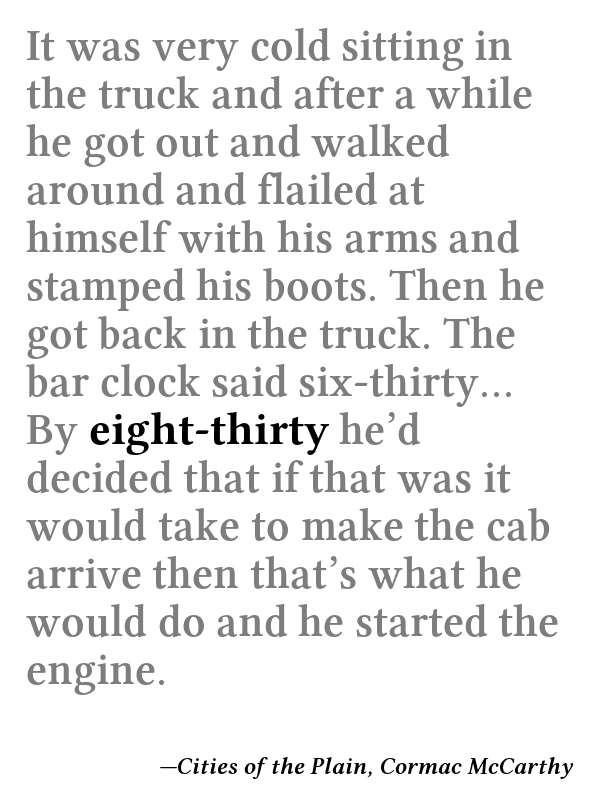 It was very cold sitting in
the truck and after a while
he got out and walked
around and flailed at
himself with his arms and
stamped his boots. Then he
got back in the truck. The
bar clock said six-thirty…
By eight-thirty he’d
decided that if that was it
would take to make the cab
arrive then that’s what he
would do and he started the
engine.
—Cities of the Plain, Cormac McCarthy